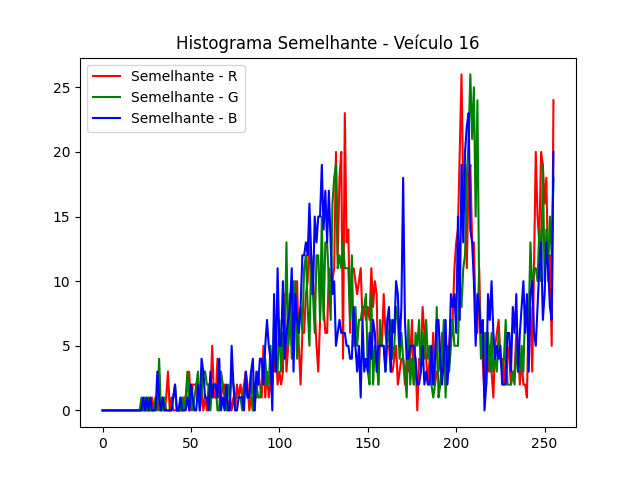 Histograma Semelhante - Veículo 16
Semelhante - R
Semelhante - G
Semelhante - B
25
20
15
10
5
0
0 50 100 150 200 250